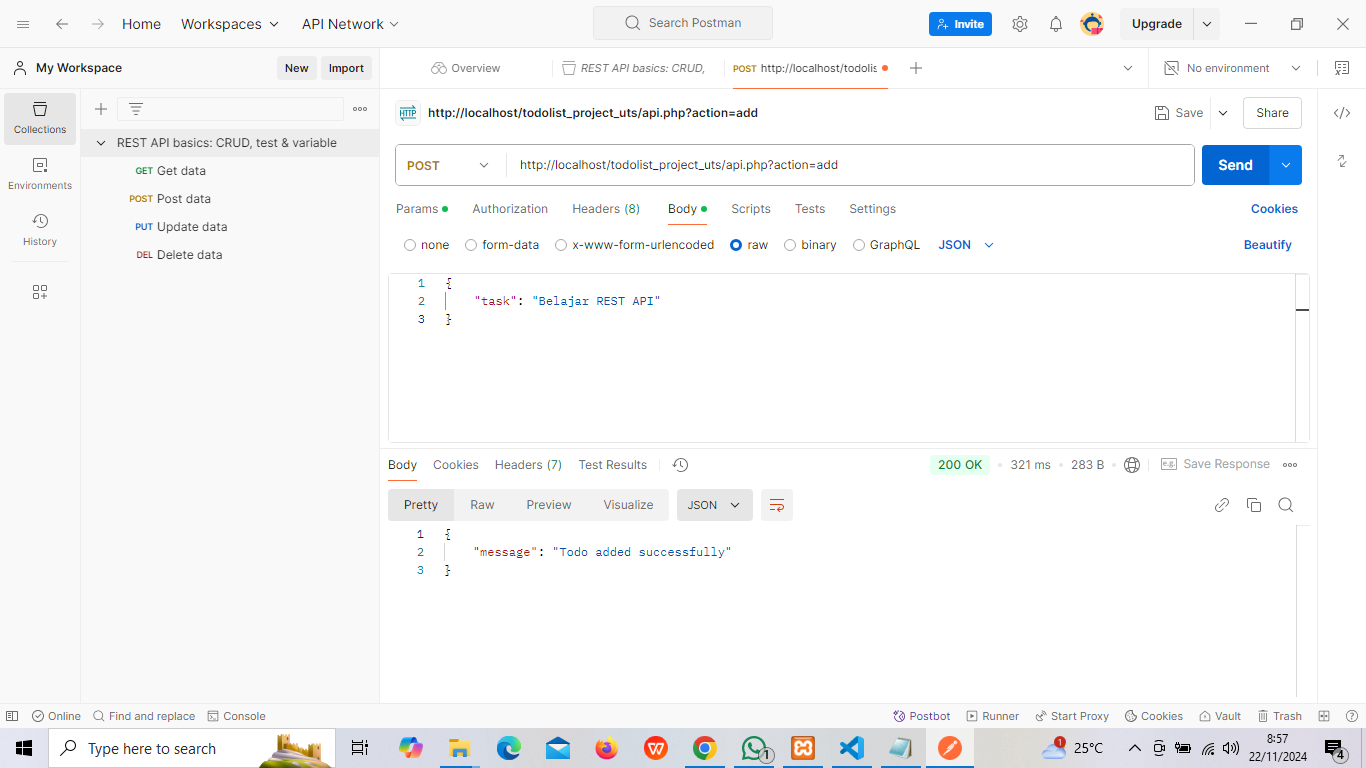 Home
Workspaces
API Network
Search Postman
Invite
Upgrade
My Workspace
New
Import
Overview
REST API basics: CRUD,
POST http://localhost/todolis
No environment
Collections
Environments
History
REST API basics: CRUD, test & variable
GET Get data
POST Post data
PUT Update data
DEL Delete data
HTTP http://localhost/todolist_project_uts/api.php?action=add
Save
Share
POST
http://localhost/todolist_project_uts/api.php?action=add
Send
Params
Authorization
Headers (8)
Body
Scripts
Tests
Settings
Cookies
none
form-data
x-www-form-urlencoded
raw
binary
GraphQL
JSON
Beautify
1 {
2 "task": "Belajar REST API"
3 }
Body
Cookies
Headers (7)
Test Results
200 OK
321 ms
283 B
e.g. Save Response
Pretty
Raw
Preview
Visualize
JSON
1 {
2 "message": "Todo added successfully"
3 }
Online
Find and replace
Console
Postbot
Runner
Start Proxy
Cookies
Vault
Trash
Type here to search
1
1
25°C
8:57
22/11/2024
4